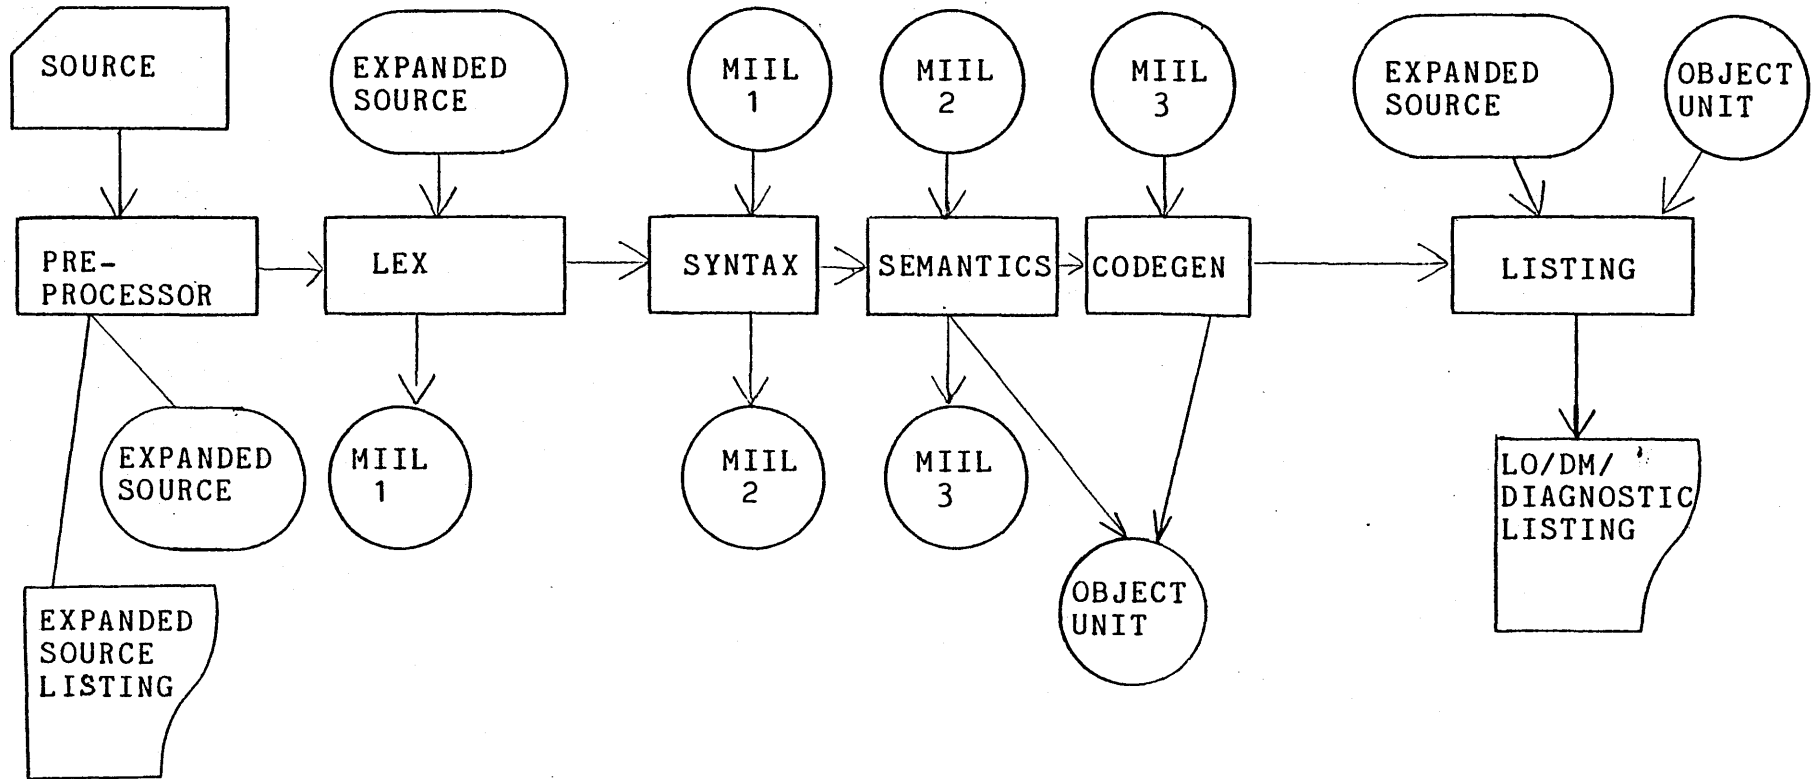 SOURCE
EXPANDED
SOURCE
MIIL
1
MIIL
2
MIIL
3
EXPANDED
SOURCE
OBJECT
UNIT
PRE-
PROCESSOR
LEX
SYNTAX
SEMANTICS
CODEGEN
LISTING
EXPANDED
SOURCE
MIIL
1
MIIL
2
MIIL
3
LO/DM/
DIAGNOSTIC
LISTING
OBJECT
UNIT
EXPANDED
SOURCE
LISTING